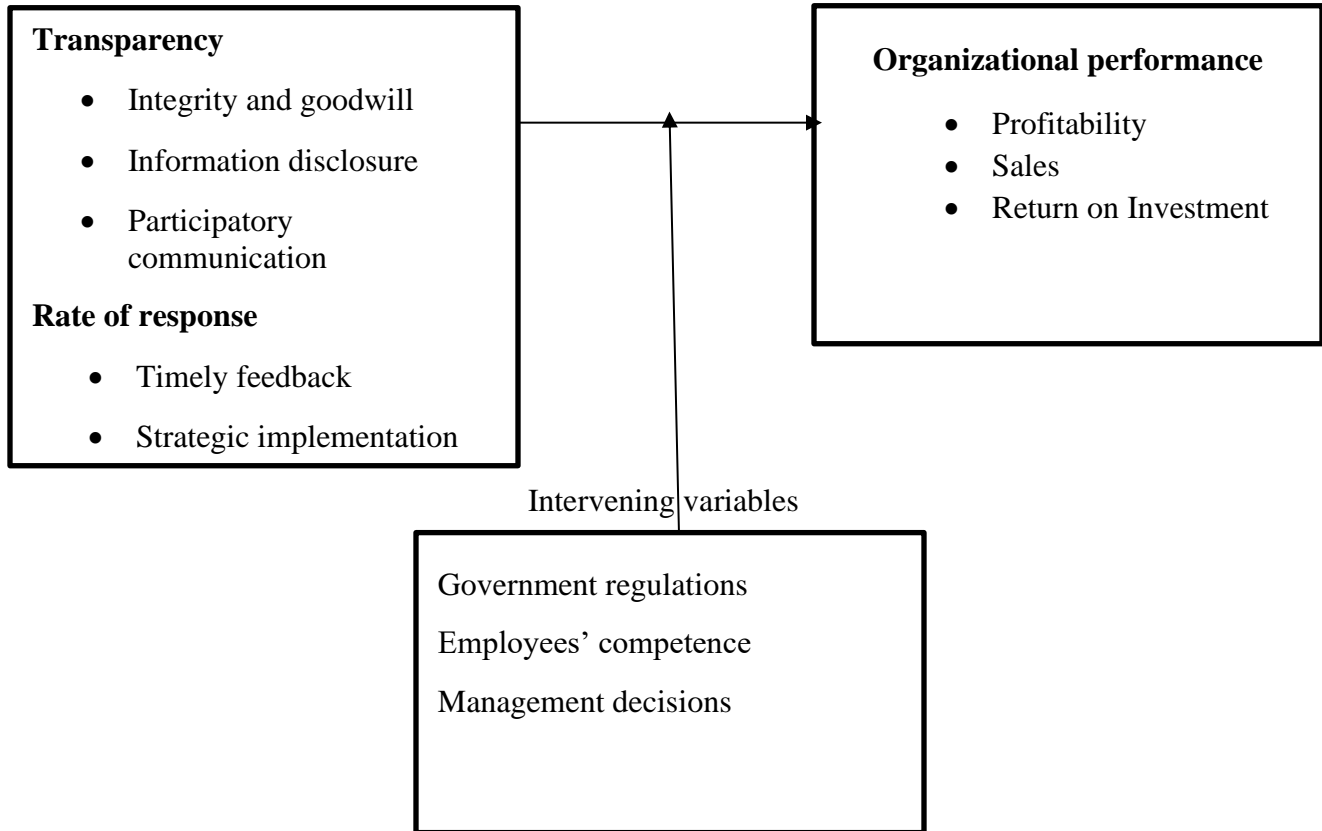 Transparency
• Integrity and goodwill
• Information disclosure
• Participatory
communication
Rate of response
• Timely feedback
• Strategic implementation
Organizational performance
• Profitability
• Sales
• Return on Investment
Intervening variables
Government regulations
Employees’ competence
Management decisions